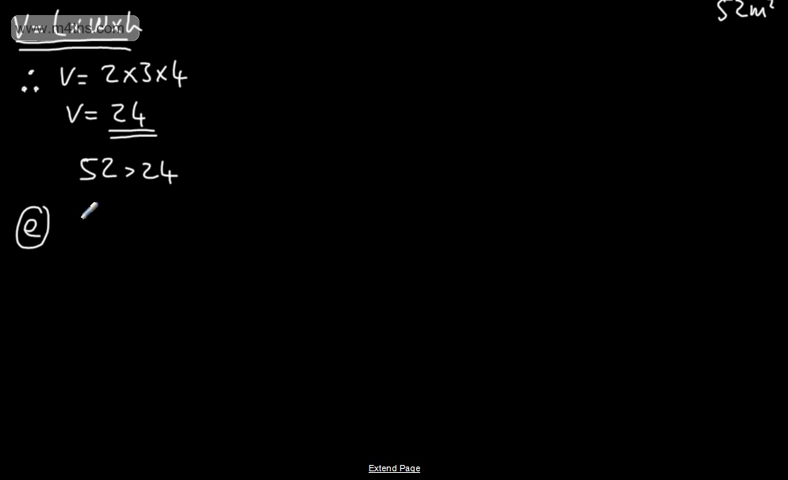 52m²
V = L × W × h
www.m4ths.com
∴ V= 2×3×4
V= 24
52 > 24
e
Extend Page